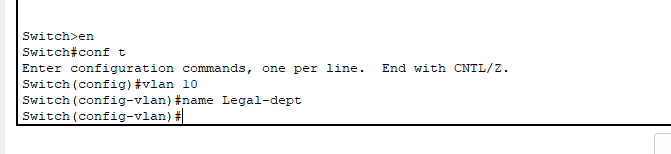 Switch>en
Switch#conf t
Enter configuration commands, one per line.  End with CNTL/Z.
Switch(config)#vlan 10
Switch(config-vlan)#name Legal-dept
Switch(config-vlan)#